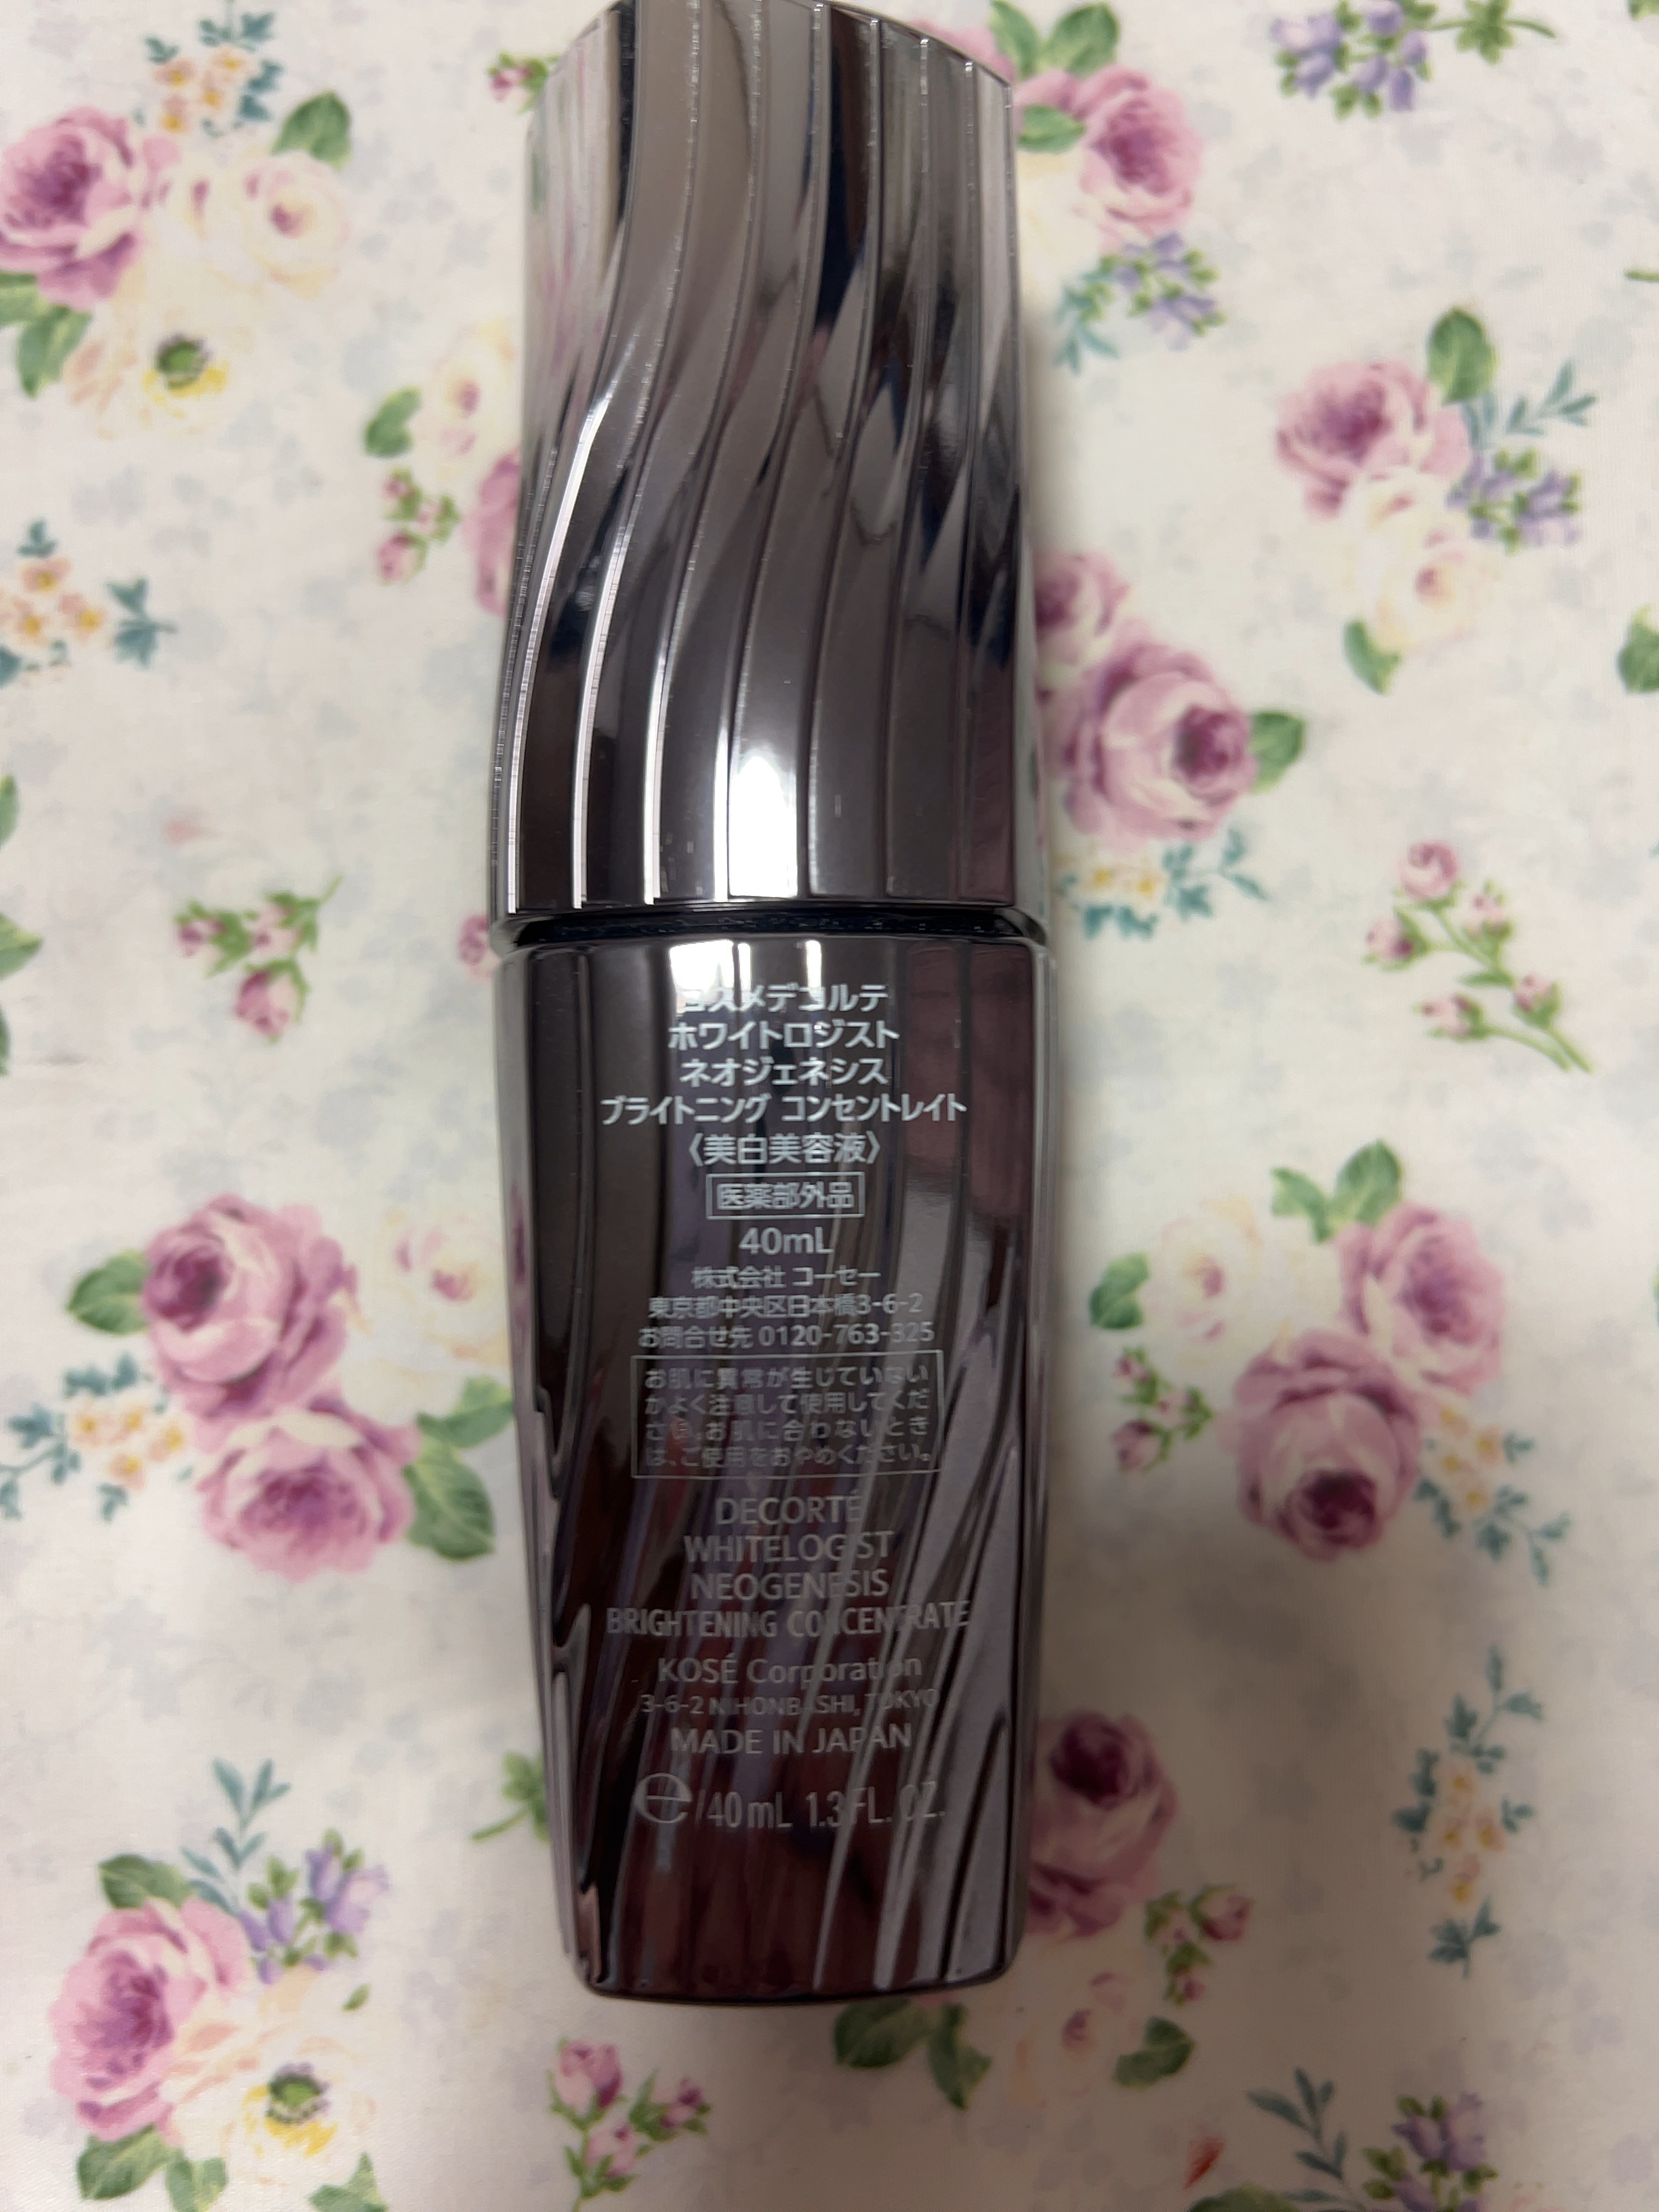 コスメデコルテ
ホワイトロジスト
ネオジェネシス
ブライトニング コンセントレイト
《美白美容液》
医薬部外品
40mL
株式会社 コーセー
東京都中央区日本橋3-6-2
お問合せ先 0120-763-325
お肌に異常が生じていない
かよく注意して使用してくだ
さい。お肌に合わないとき
は、ご使用をおやめください。
DECORTÉ
WHITELOGIST
NEOGENESIS
BRIGHTENING CONCENTRATE
KOSÉ Corporation
3-6-2 NIHONBASHI, TOKYO
MADE IN JAPAN
℮ 40mL 1.3 FL. OZ.